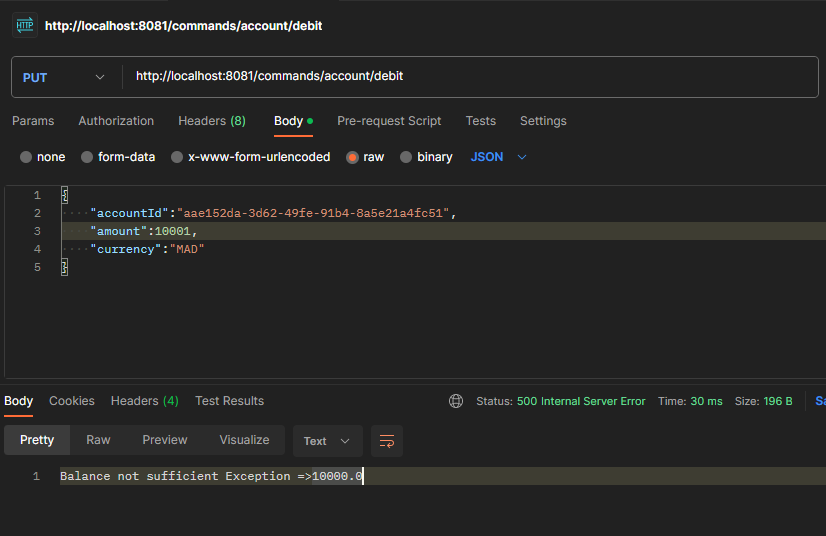 HTTP http://localhost:8081/commands/account/debit
PUT http://localhost:8081/commands/account/debit
Params Authorization Headers (8) Body Pre-request Script Tests Settings
none form-data x-www-form-urlencoded raw binary JSON
1 {
2 ····"accountId":"aae152da-3d62-49fe-91b4-8a5e21a4fc51",
3 ····"amount":10001,
4 ····"currency":"MAD"
5 }
Body Cookies Headers (4) Test Results Status: 500 Internal Server Error Time: 30 ms Size: 196 B Sa
Pretty Raw Preview Visualize Text
1 Balance not sufficient Exception =>10000.0